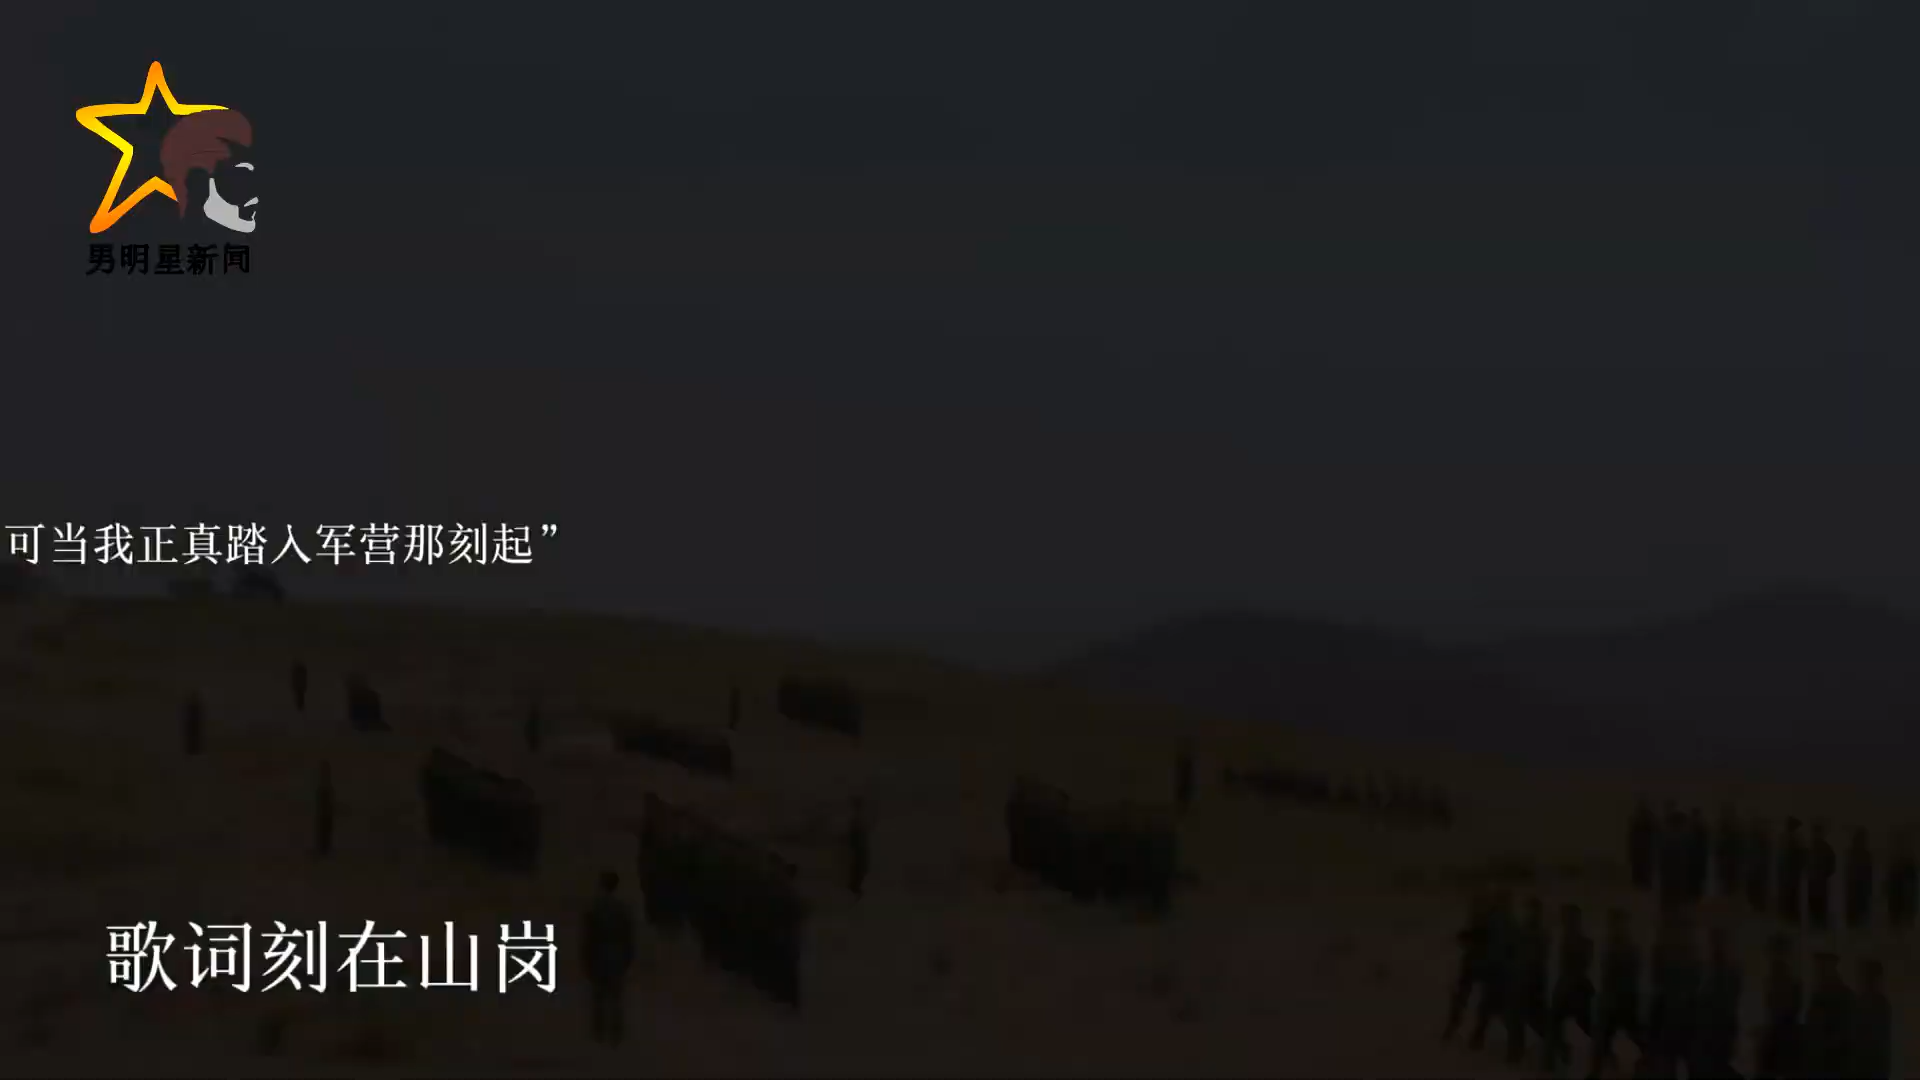 男明星新闻
可当我正真踏入军营那刻起”
歌词刻在山岗